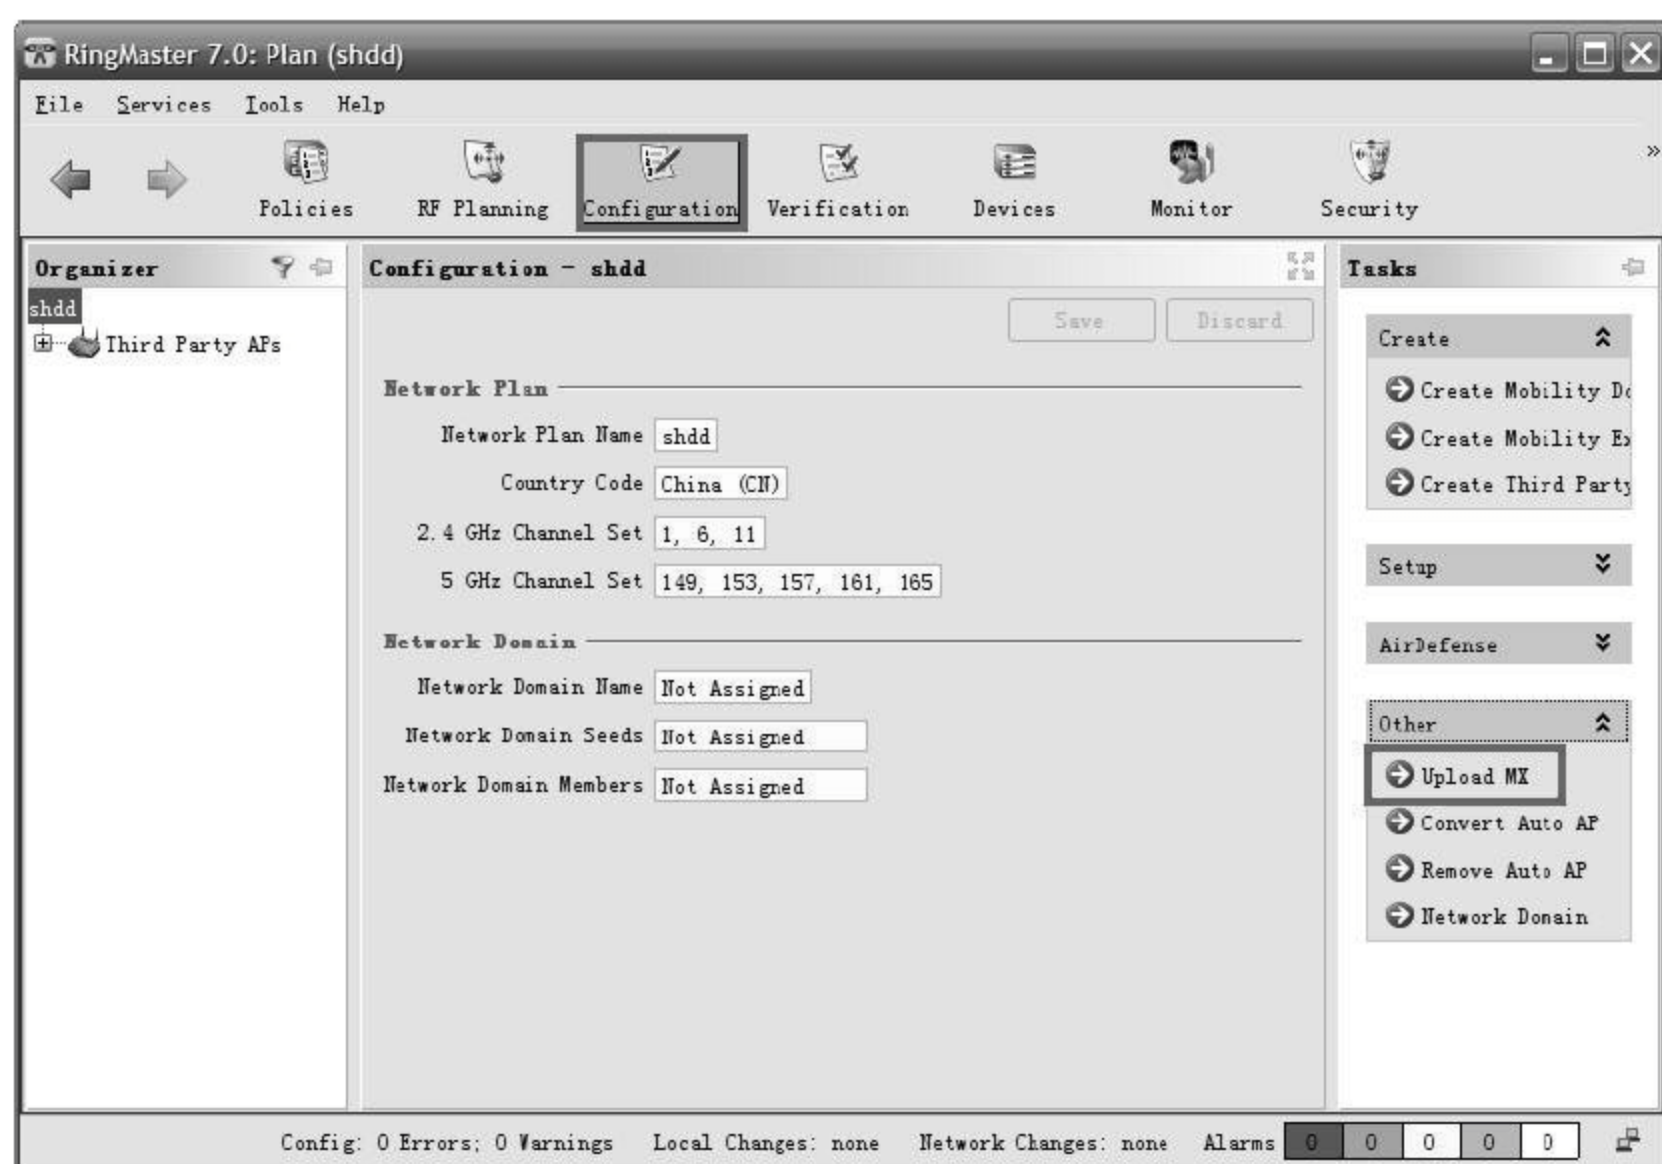 RingMaster 7.0: Plan (shdd)
File Services Tools Help
Policies RF Planning Configuration Verification Devices Monitor Security »
Organizer
shdd
Third Party APs
Configuration - shdd
Save Discard
Network Plan
Network Plan Name shdd
Country Code China (CN)
2.4 GHz Channel Set 1, 6, 11
5 GHz Channel Set 149, 153, 157, 161, 165
Network Domain
Network Domain Name Not Assigned
Network Domain Seeds Not Assigned
Network Domain Members Not Assigned
Tasks
Create
Create Mobility Do
Create Mobility Ex
Create Third Party
Setup
AirDefense
Other
Upload MX
Convert Auto AP
Remove Auto AP
Network Domain
Config: 0 Errors; 0 Warnings Local Changes: none Network Changes: none Alarms 0 0 0 0 0